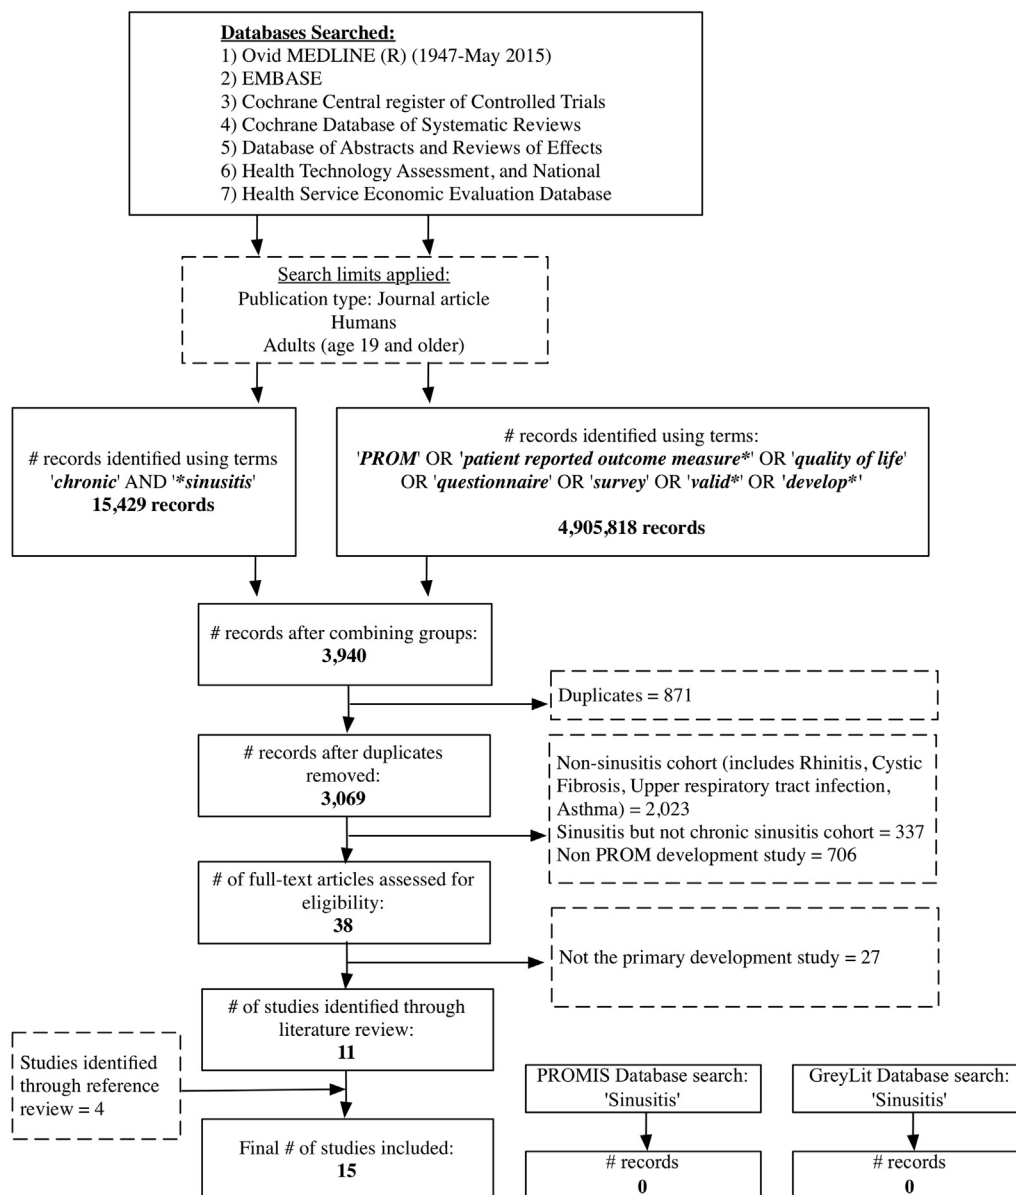 Databases Searched:
1) Ovid MEDLINE (R) (1947-May 2015)
2) EMBASE
3) Cochrane Central register of Controlled Trials
4) Cochrane Database of Systematic Reviews
5) Database of Abstracts and Reviews of Effects
6) Health Technology Assessment, and National
7) Health Service Economic Evaluation Database
Search limits applied:
Publication type: Journal article
Humans
Adults (age 19 and older)
# records identified using terms
'chronic' AND '*sinusitis'
15,429 records
# records identified using terms:
'PROM' OR 'patient reported outcome measure*' OR 'quality of life'
OR 'questionnaire' OR 'survey' OR 'valid*' OR 'develop*'
4,905,818 records
# records after combining groups:
3,940
Duplicates = 871
# records after duplicates
removed:
3,069
Non-sinusitis cohort (includes Rhinitis, Cystic
Fibrosis, Upper respiratory tract infection,
Asthma) = 2,023
Sinusitis but not chronic sinusitis cohort = 337
Non PROM development study = 706
# of full-text articles assessed for
eligibility:
38
Not the primary development study = 27
# of studies identified through
literature review:
11
Studies identified
through reference
review = 4
Final # of studies included:
15
PROMIS Database search:
'Sinusitis'
# records
0
GreyLit Database search:
'Sinusitis'
# records
0